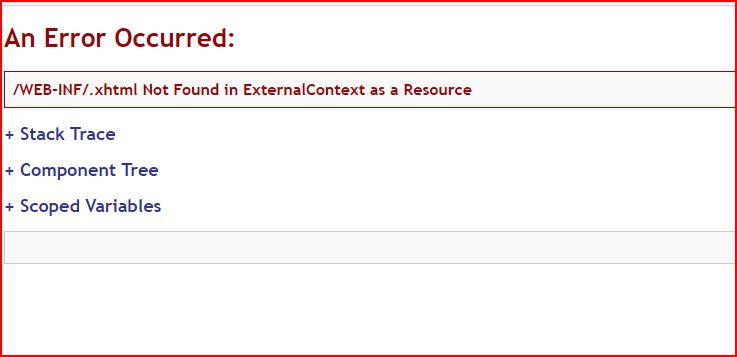 An Error Occurred:
/WEB-INF/.xhtml Not Found in ExternalContext as a Resource
+ Stack Trace
+ Component Tree
+ Scoped Variables